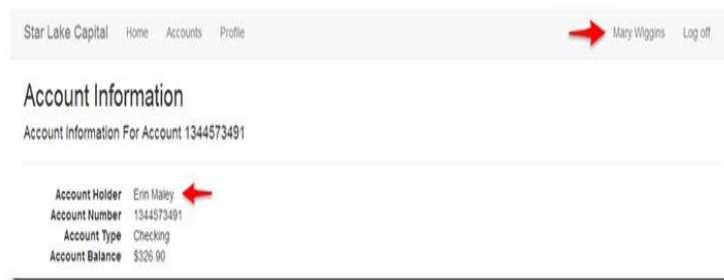 Star Lake Capital Home Accounts Profile Mary Wiggins Log off
Account Information
Account Information For Account 1344573491
Account Holder Erin Maley
Account Number 1344573491
Account Type Checking
Account Balance $326.90